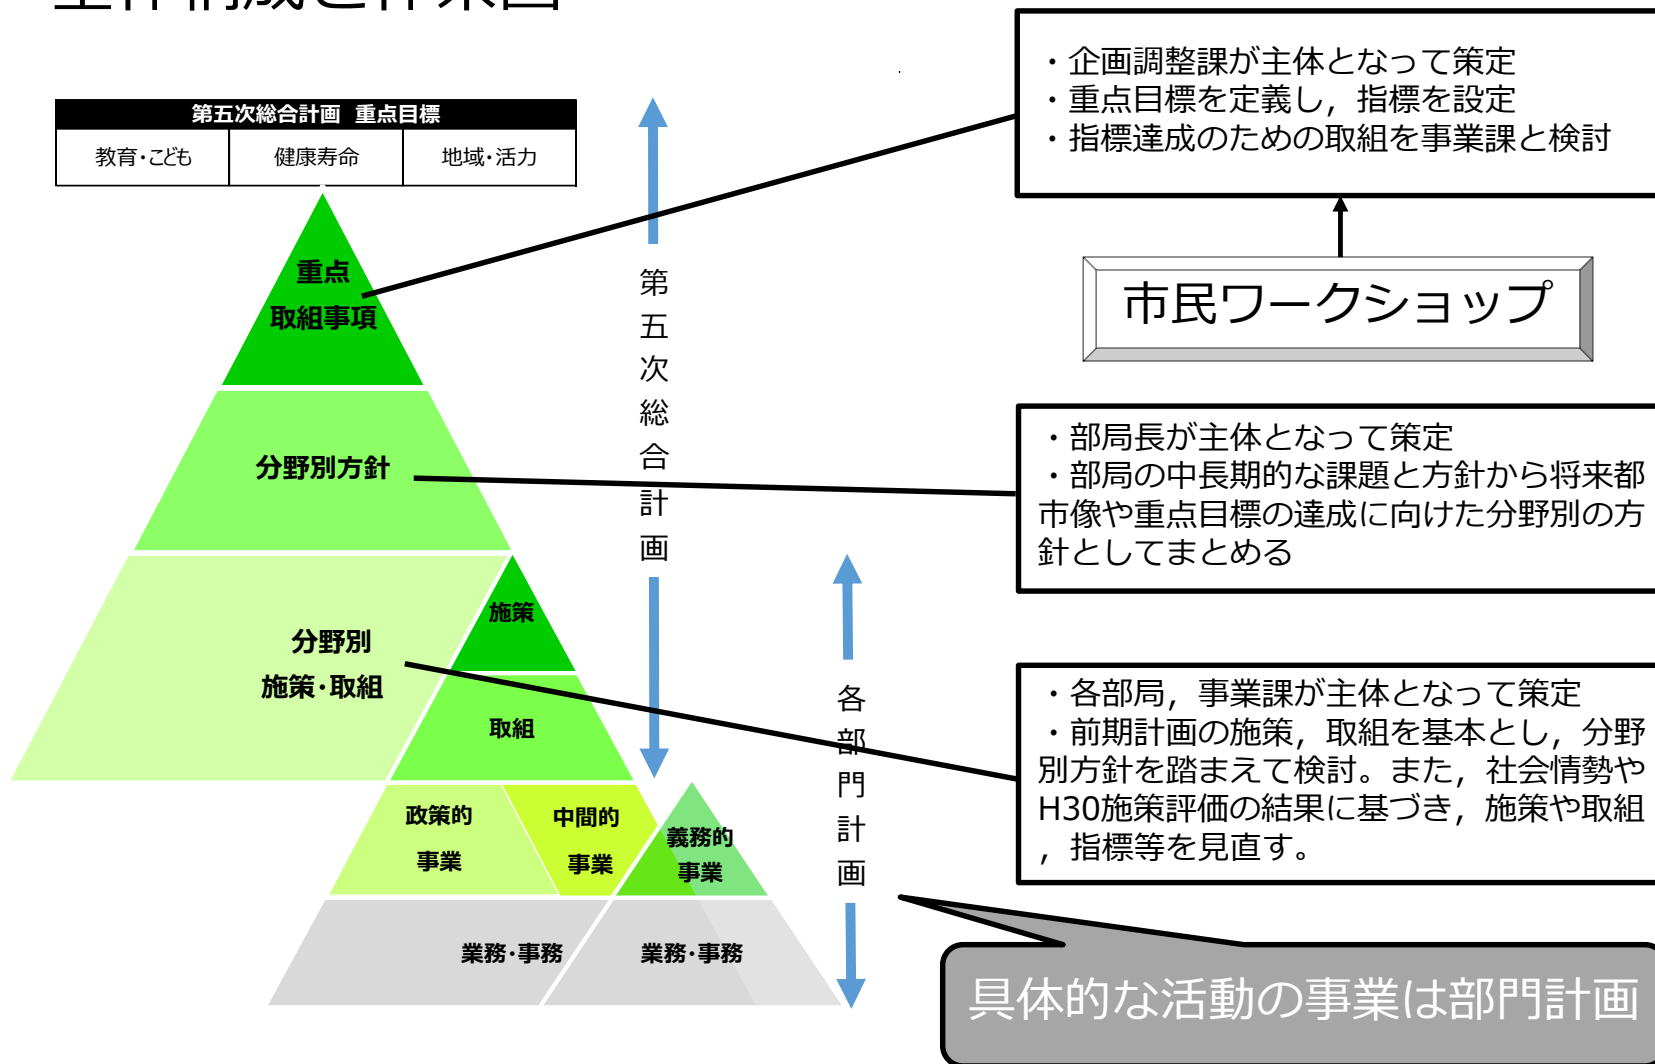 全体構成と体系図
第五次総合計画 重点目標
教育・こども
健康寿命
地域・活力
重点
取組事項
分野別方針
分野別
施策・取組
施策
取組
政策的
事業
中間的
事業
義務的
事業
業務・事務
業務・事務
第五次総合計画
各部門計画
・企画調整課が主体となって策定
・重点目標を定義し，指標を設定
・指標達成のための取組を事業課と検討
市民ワークショップ
・部局長が主体となって策定
・部局の中長期的な課題と方針から将来都
市像や重点目標の達成に向けた分野別の方
針としてまとめる
・各部局，事業課が主体となって策定
・前期計画の施策，取組を基本とし，分野
別方針を踏まえて検討。また，社会情勢や
H30施策評価の結果に基づき，施策や取組
，指標等を見直す。
具体的な活動の事業は部門計画